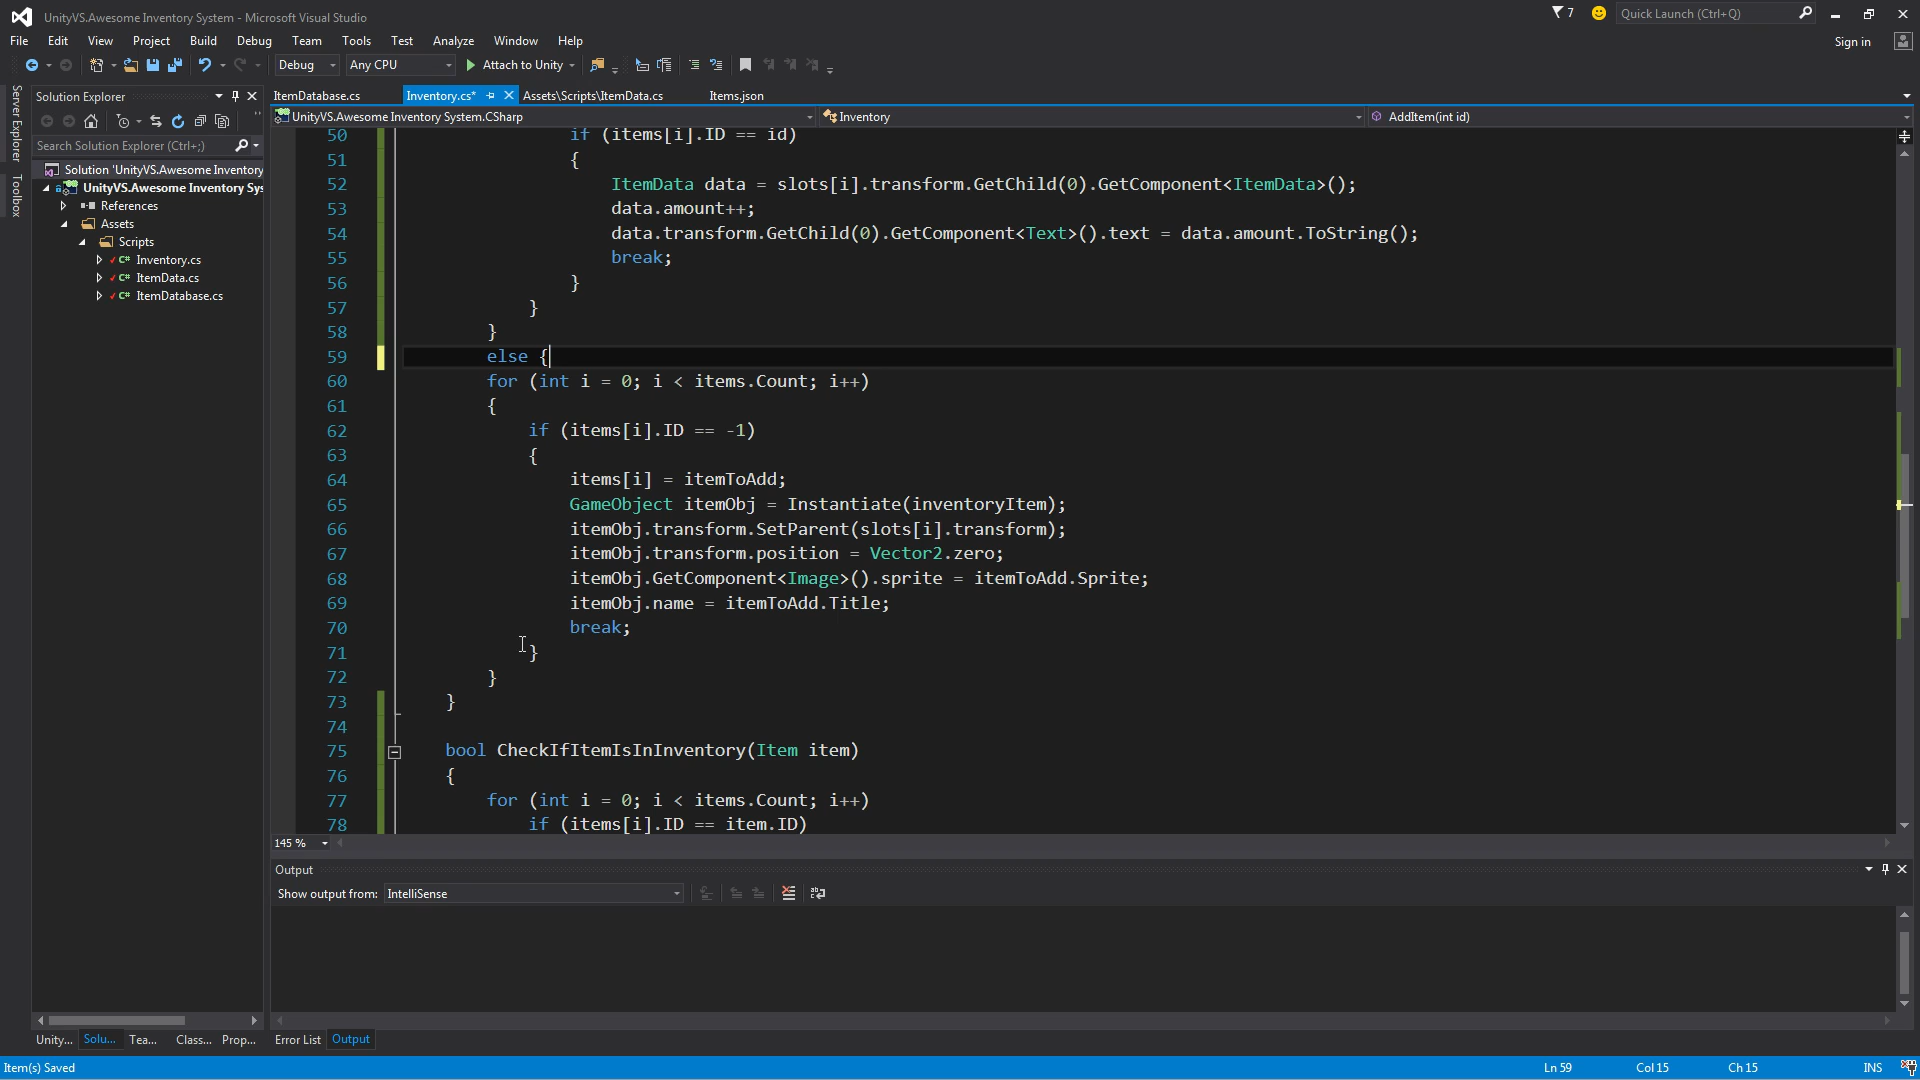 UnityVS.Awesome Inventory System - Microsoft Visual Studio
7
Quick Launch (Ctrl+Q)
File Edit View Project Build Debug Team Tools Test Analyze Window Help
Sign in
Debug
Any CPU
Attach to Unity
Server Explorer
Toolbox
Solution Explorer
Search Solution Explorer (Ctrl+;)
Solution 'UnityVS.Awesome Inventory
UnityVS.Awesome Inventory Sys
References
Assets
Scripts
C# Inventory.cs
C# ItemData.cs
C# ItemDatabase.cs
ItemDatabase.cs
Inventory.cs*
Assets\Scripts\ItemData.cs
Items.json
UnityVS.Awesome Inventory System.CSharp
Inventory
AddItem(int id)
50 if (items[i].ID == id)
51 {
52 ItemData data = slots[i].transform.GetChild(0).GetComponent<ItemData>();
53 data.amount++;
54 data.transform.GetChild(0).GetComponent<Text>().text = data.amount.ToString();
55 break;
56 }
57 }
58 }
59 else {
60 for (int i = 0; i < items.Count; i++)
61 {
62 if (items[i].ID == -1)
63 {
64 items[i] = itemToAdd;
65 GameObject itemObj = Instantiate(inventoryItem);
66 itemObj.transform.SetParent(slots[i].transform);
67 itemObj.transform.position = Vector2.zero;
68 itemObj.GetComponent<Image>().sprite = itemToAdd.Sprite;
69 itemObj.name = itemToAdd.Title;
70 break;
71 }
72 }
73 }
74
75 bool CheckIfItemIsInInventory(Item item)
76 {
77 for (int i = 0; i < items.Count; i++)
78 if (items[i].ID == item.ID)
145 %
Output
Show output from: IntelliSense
Unity... Solu... Tea... Class... Prop...
Error List Output
Item(s) Saved
Ln 59
Col 15
Ch 15
INS